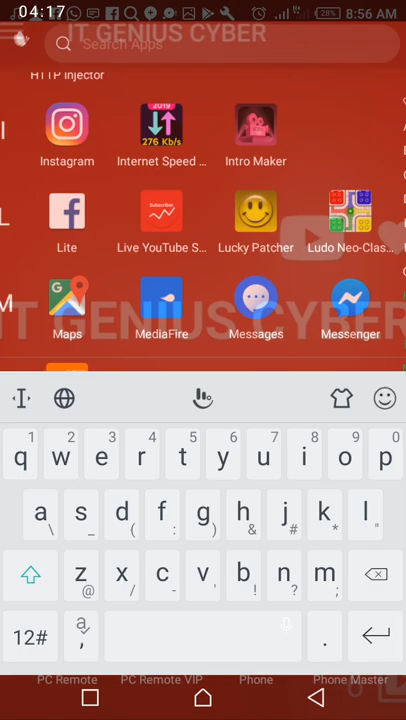 04:17
28% 8:56 AM
IT GENIUS CYBER
Search Apps
HTTP Injector
I
2019
276 Kb/s
Instagram
Internet Speed ...
Intro Maker
L
Subscriber
Lite
Live YouTube S...
Lucky Patcher
Ludo Neo-Clas...
M
IT GENIUS CYBER
Maps
MediaFire
Messages
Messenger
1 2 3 4 5 6 7 8 9 0
q w e r t y u i o p
a s d f g h j k l
\ _ ( : ) & # * "
z x c v b n m
@ / - ' ! ? ;
12# a , .
PC Remote
PC Remote VIP
Phone
Phone Master